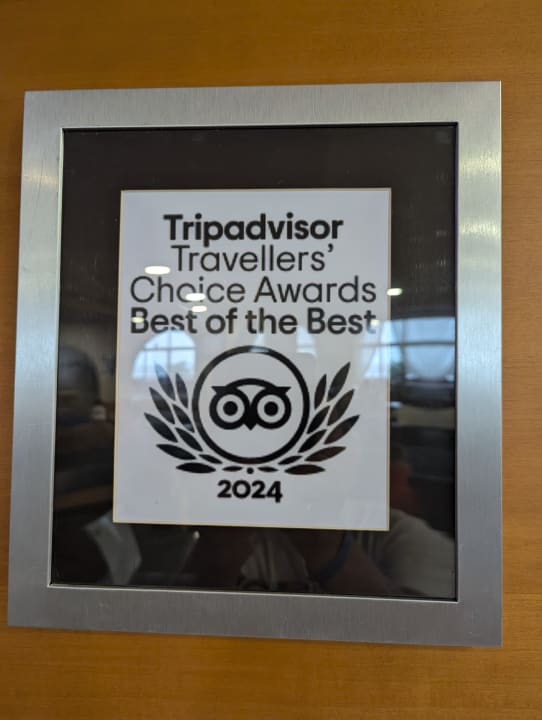 Tripadvisor
Travellers’
Choice Awards
Best of the Best
2024